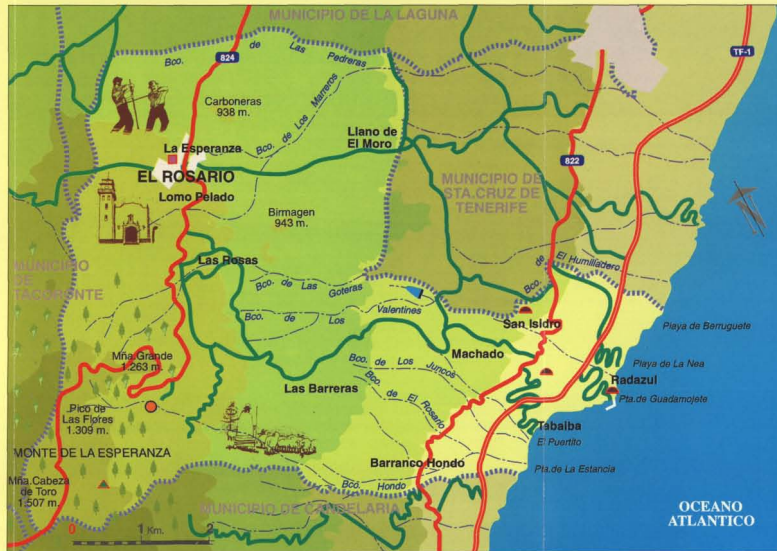 MUNICIPIO DE LA LAGUNA
824
TF-1
Bco. de Las Pedreras
Carboneras
938 m.
Bco. de Los Marreros
La Esperanza
Llano de
El Moro
822
EL ROSARIO
MUNICIPIO DE
STA.CRUZ DE
TENERIFE
Lomo Pelado
Birmagen
943 m.
MUNICIPIO
DE
TACORONTE
Las Rosas
Bco. de El Humilladero
Bco. de Las Goteras
Bco. de Los Valentines
San Isidro
Playa de Berruguete
Machado
Mña.Grande
1.263 m.
Bco. de Los Juncos
Playa de La Nea
Radazul
Las Barreras
Bco. de El Rosario
Pta.de Guadamojete
Pico de
Las Flores
1.309 m.
Tabaiba
El Puertito
MONTE DE LA ESPERANZA
Barranco Hondo
Pta.de La Estancia
Mña.Cabeza
de Toro
1.507 m.
Bco. Hondo
MUNICIPIO DE CANDELARIA
OCEANO
ATLANTICO
0 1 Km. 2